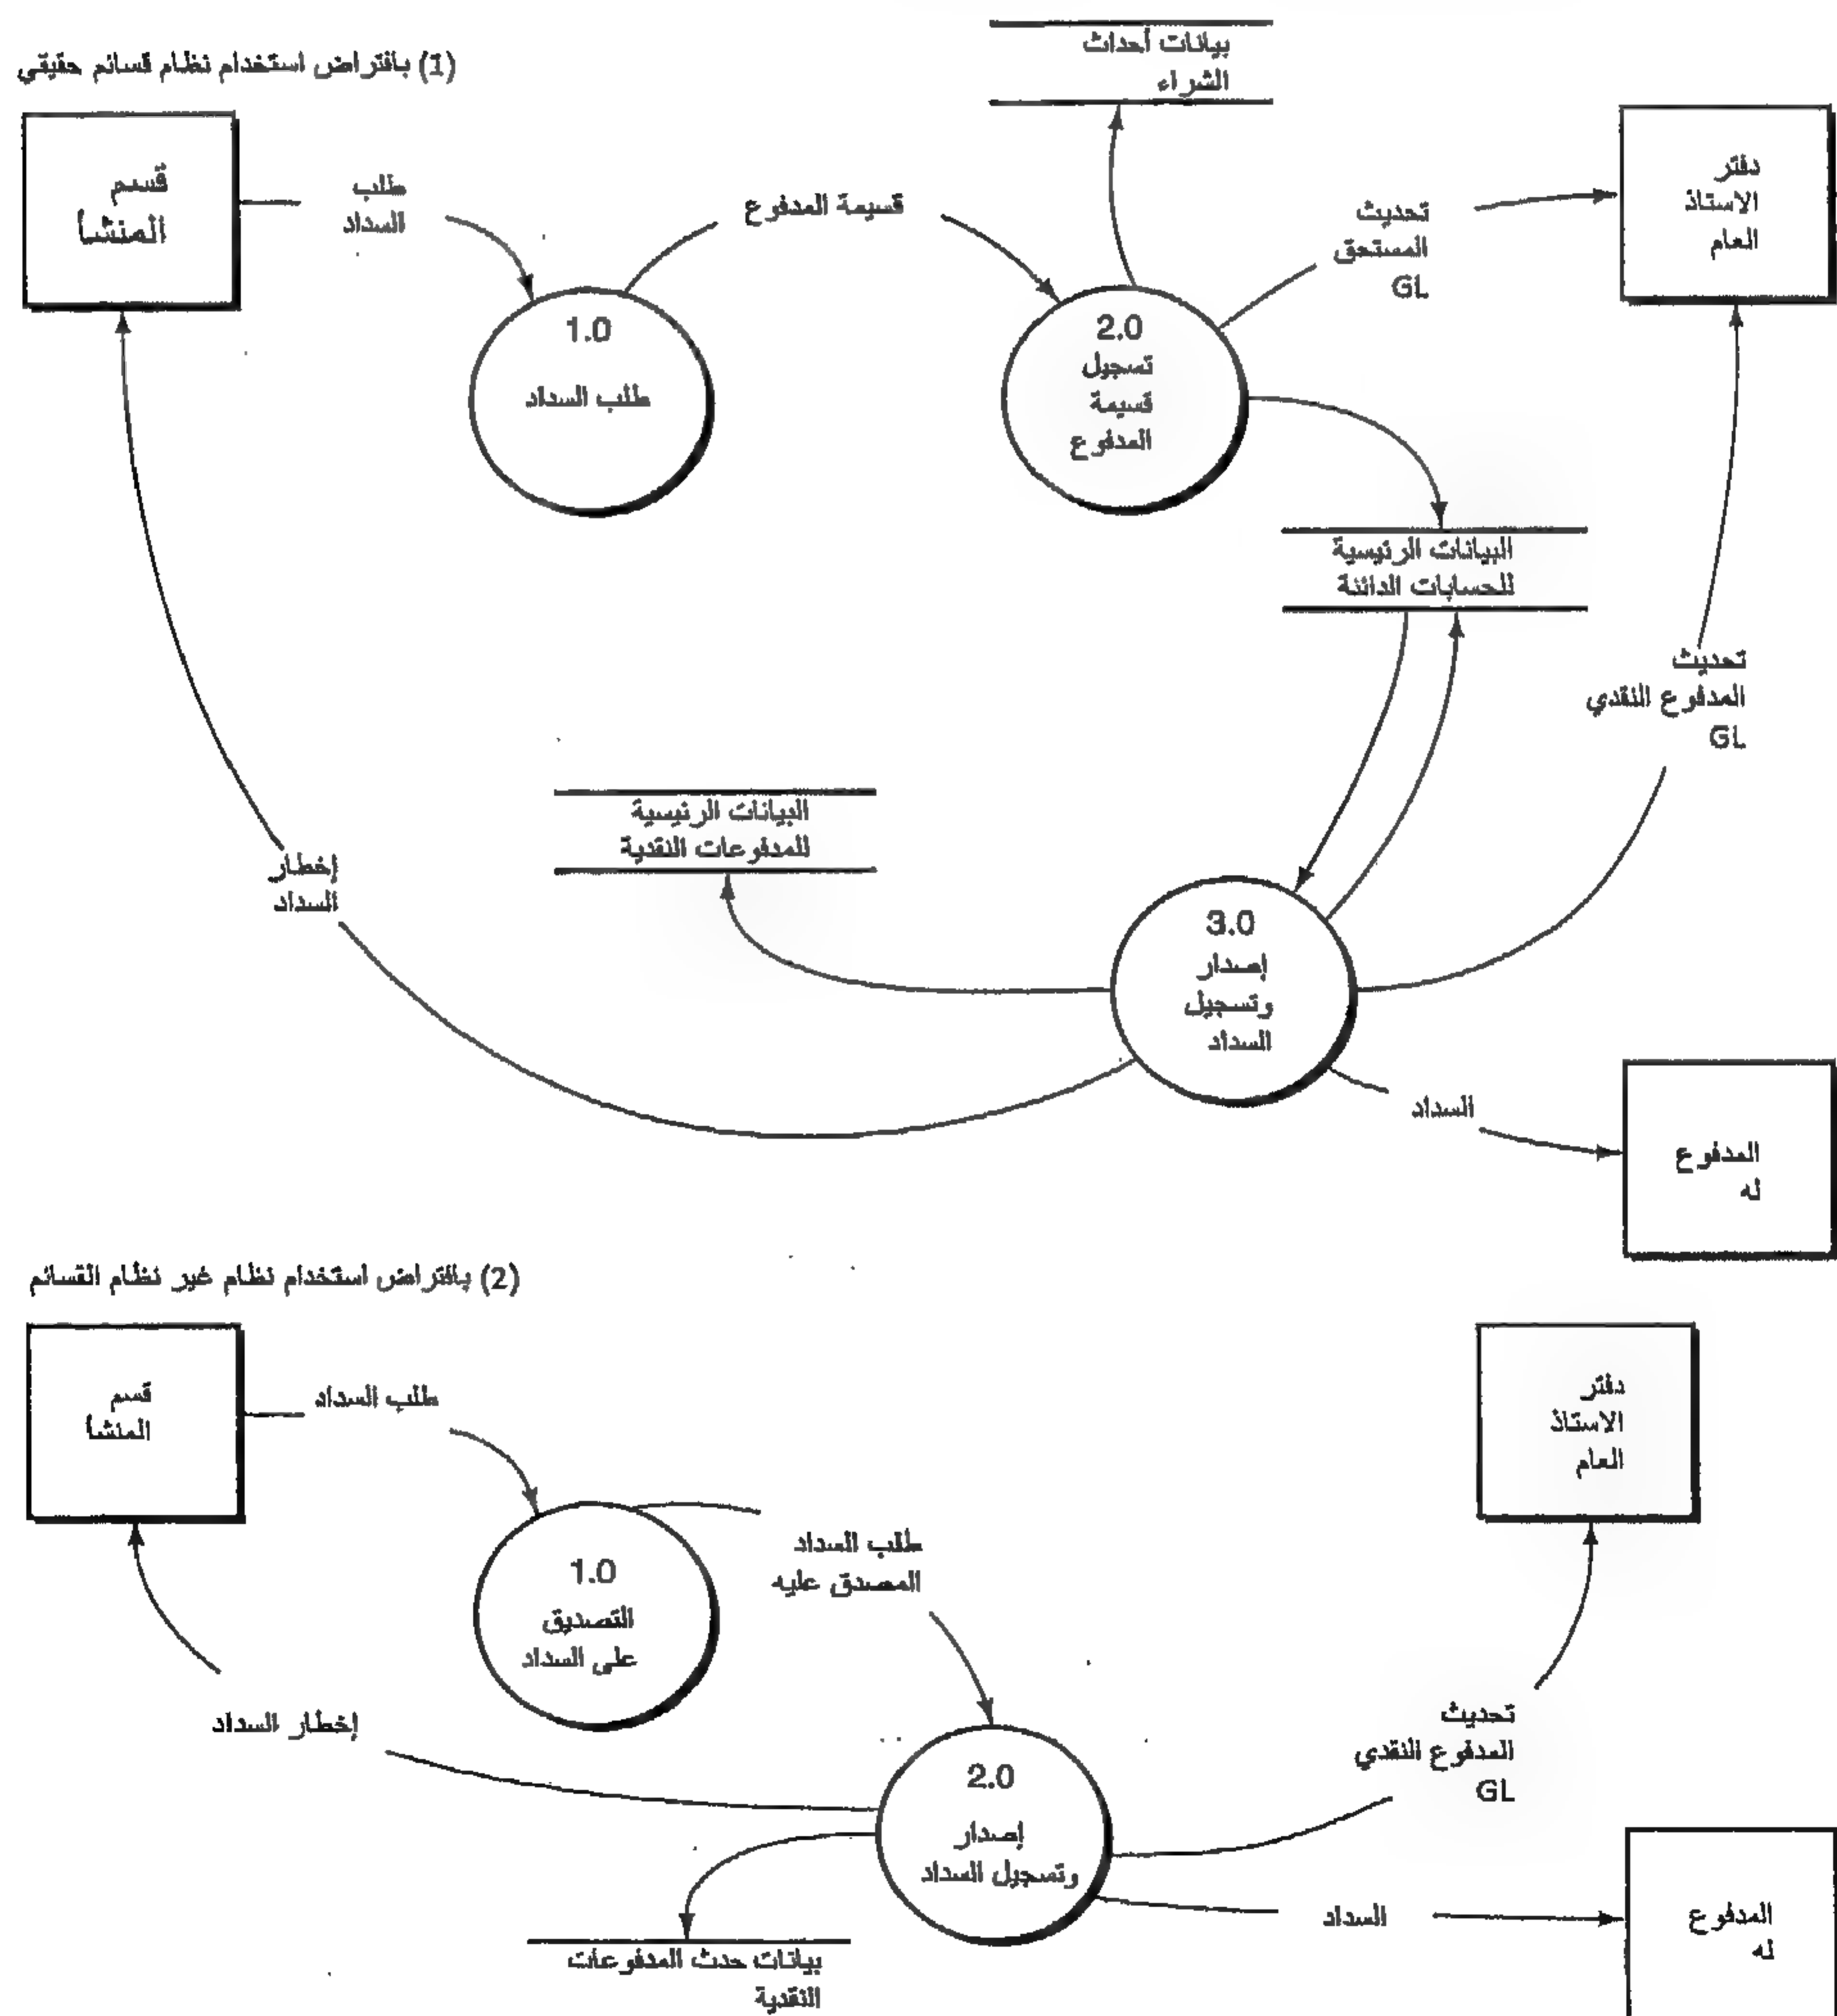 (1) بافتراض استخدام نظام قسائم حقيقي
قسم
المنشأ
طلب
السداد
1.0
طلب السداد
قسيمة المدفوع
2.0
تسجيل
قسيمة
المدفوع
بيانات أحداث
الشراء
تحديث
المستحق
GL
دفتر
الاستاذ
العام
البيانات الرئيسية
للحسابات الدائنة
تحديث
المدفوع النقدي
GL
البيانات الرئيسية
للمدفوعات النقدية
إخطار
السداد
3.0
إصدار
وتسجيل
السداد
السداد
المدفوع
له
(2) بافتراض استخدام نظام غير نظام القسائم
قسم
المنشأ
طلب السداد
1.0
التصديق
على السداد
طلب السداد
المصدق عليه
دفتر
الاستاذ
العام
إخطار السداد
2.0
إصدار
وتسجيل السداد
تحديث
المدفوع النقدي
GL
السداد
المدفوع
له
بيانات حدث المدفوعات
النقدية